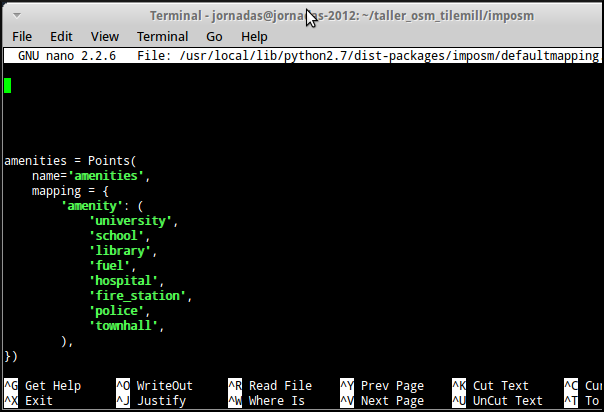 Terminal - jornadas@jornadas-2012: ~/taller_osm_tilemill/imposm
File Edit View Terminal Go Help
GNU nano 2.2.6 File: /usr/local/lib/python2.7/dist-packages/imposm/defaultmapping
amenities = Points(
    name='amenities',
    mapping = {
        'amenity': (
            'university',
            'school',
            'library',
            'fuel',
            'hospital',
            'fire_station',
            'police',
            'townhall',
        ),
})
^G Get Help ^O WriteOut ^R Read File ^Y Prev Page ^K Cut Text ^C Cur
^X Exit ^J Justify ^W Where Is ^V Next Page ^U UnCut Text ^T To